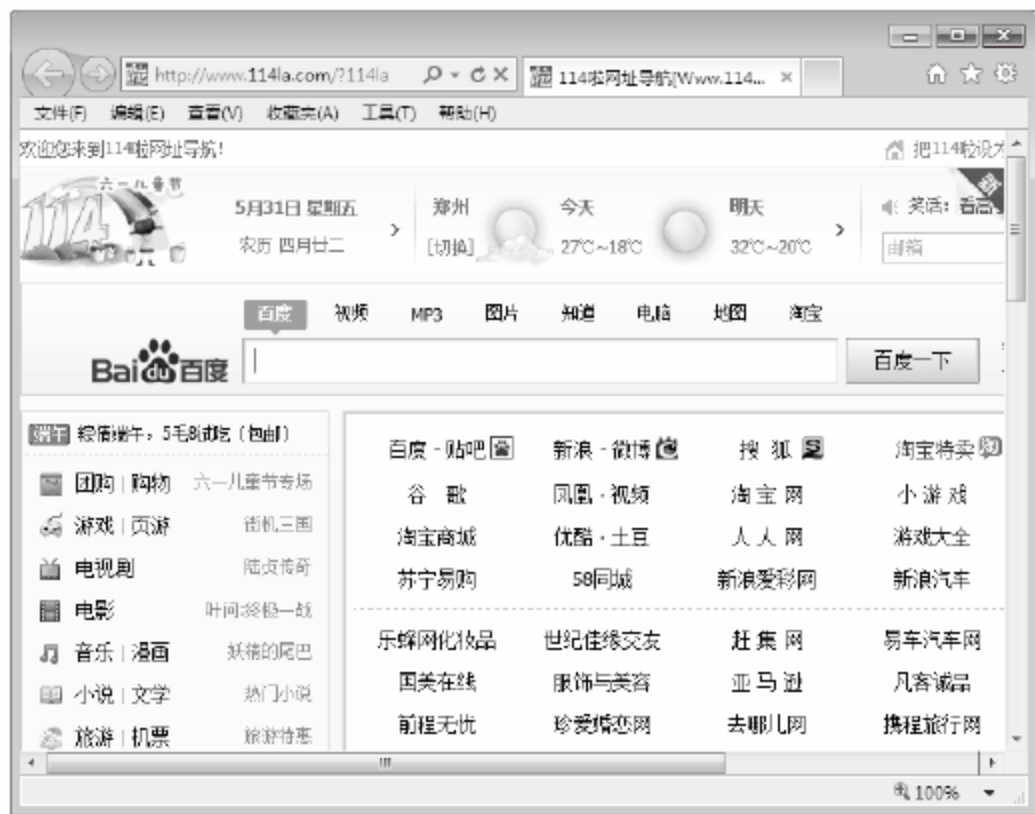 http://www.114la.com/?114la
114啦网址导航[Www.114...
文件(F) 编辑(E) 查看(V) 收藏夹(A) 工具(T) 帮助(H)
欢迎您来到114啦网址导航!
把114啦设为
六一儿童节
114
5月31日 星期五
农历 四月廿二
郑州
[切换]
今天
27℃~18℃
明天
32℃~20℃
新
笑话: 看高
邮箱
百度 视频 MP3 图片 知道 电脑 地图 淘宝
Bai du 百度
百度一下
端午 粽情端午，5毛8试吃（包邮）
团购 | 购物 六一儿童节专场
游戏 | 页游 街机三国
电视剧 陆贞传奇
电影 叶问:终极一战
音乐 | 漫画 妖精的尾巴
小说 | 文学 热门小说
旅游 | 机票 旅游特惠
百度 · 贴吧 新浪 · 微博 搜 狐 淘宝特卖 淘
谷 歌 凤凰 · 视频 淘 宝 网 小 游 戏
淘宝商城 优酷 · 土豆 人 人 网 游戏大全
苏宁易购 58同城 新浪爱彩网 新浪汽车
乐蜂网化妆品 世纪佳缘交友 赶 集 网 易车汽车网
国美在线 服饰与美容 亚 马 逊 凡客诚品
前程无忧 珍爱婚恋网 去哪儿网 携程旅行网
100%